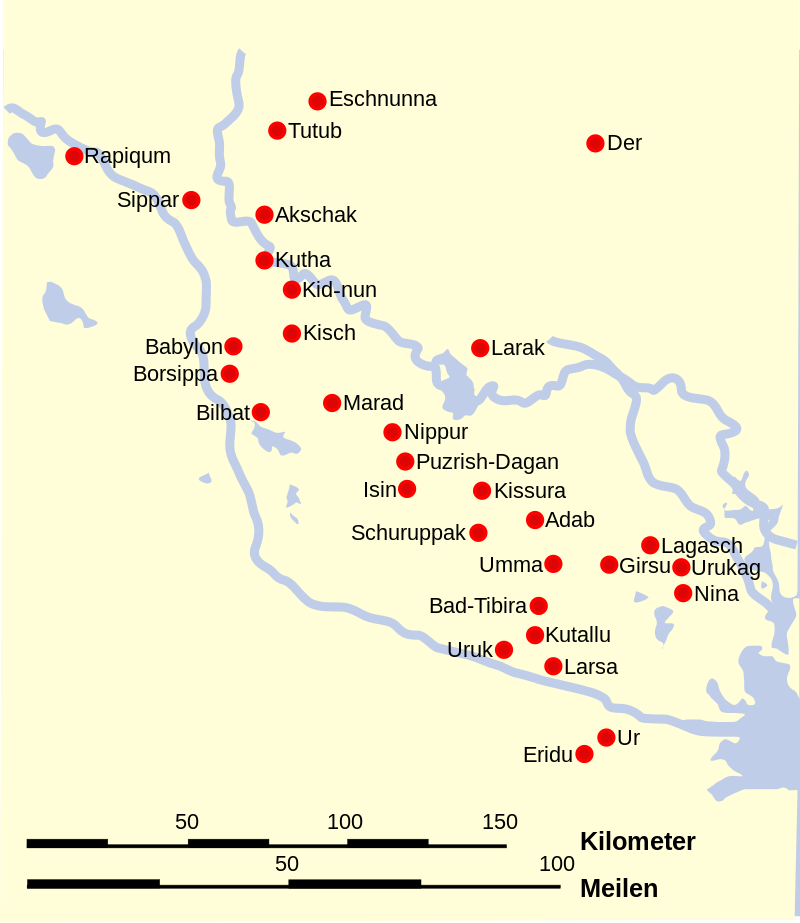 Eschnunna
Tutub
Der
Rapiqum
Sippar
Akschak
Kutha
Kid-nun
Kisch
Babylon
Larak
Borsippa
Marad
Bilbat
Nippur
Puzrish-Dagan
Isin
Kissura
Adab
Schuruppak
Lagasch
Umma
Girsu
Urukag
Nina
Bad-Tibira
Kutallu
Uruk
Larsa
Ur
Eridu
50 100 150
Kilometer
50 100
Meilen